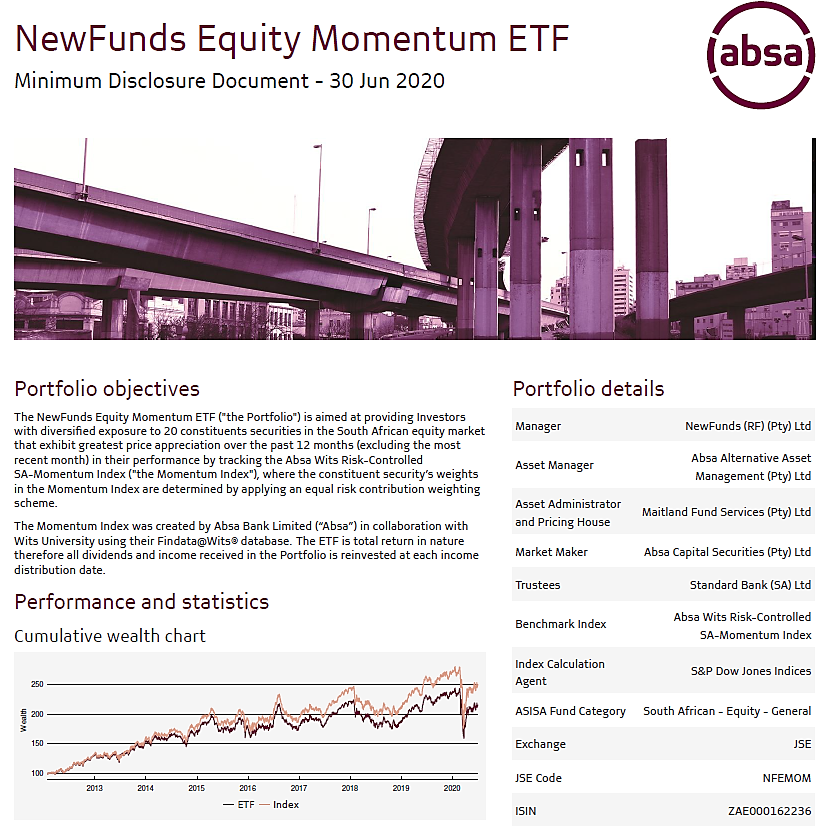 NewFunds Equity Momentum ETF
absa
Minimum Disclosure Document - 30 Jun 2020
Portfolio objectives
The NewFunds Equity Momentum ETF ("the Portfolio") is aimed at providing Investors
with diversified exposure to 20 constituents securities in the South African equity market
that exhibit greatest price appreciation over the past 12 months (excluding the most
recent month) in their performance by tracking the Absa Wits Risk-Controlled
SA-Momentum Index ("the Momentum Index"), where the constituent security's weights
in the Momentum Index are determined by applying an equal risk contribution weighting
scheme.
The Momentum Index was created by Absa Bank Limited (“Absa”) in collaboration with
Wits University using their Findata@Wits® database. The ETF is total return in nature
therefore all dividends and income received in the Portfolio is reinvested at each income
distribution date.
Performance and statistics
Cumulative wealth chart
Wealth
250
200
150
100
2013 2014 2015 2016 2017 2018 2019 2020
ETF Index
Portfolio details
Manager NewFunds (RF) (Pty) Ltd
Asset Manager Absa Alternative Asset
Management (Pty) Ltd
Asset Administrator
and Pricing House Maitland Fund Services (Pty) Ltd
Market Maker Absa Capital Securities (Pty) Ltd
Trustees Standard Bank (SA) Ltd
Benchmark Index Absa Wits Risk-Controlled
SA-Momentum Index
Index Calculation
Agent S&P Dow Jones Indices
ASISA Fund Category South African - Equity - General
Exchange JSE
JSE Code NFEMOM
ISIN ZAE000162236